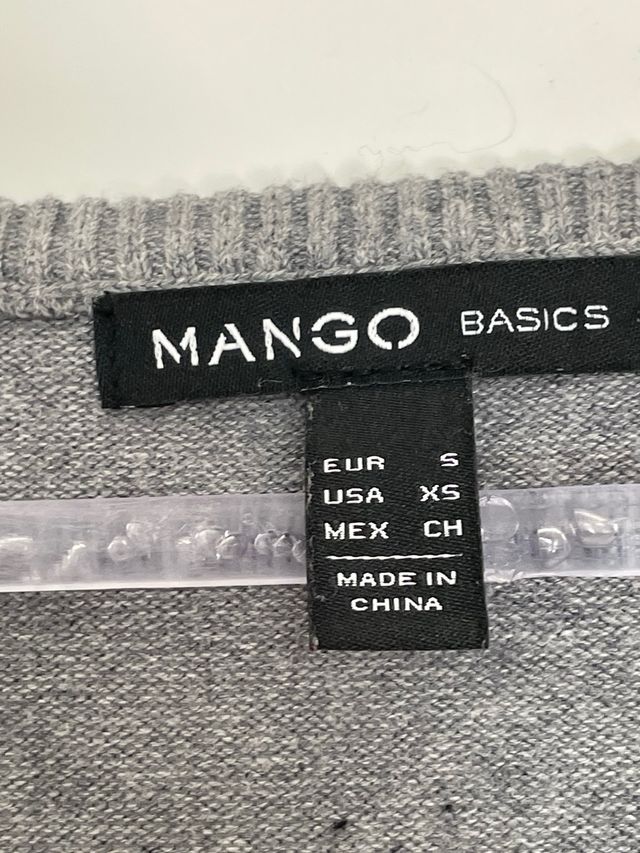 MANGO BASICS
EUR S
USA XS
MEX CH
MADE IN
CHINA